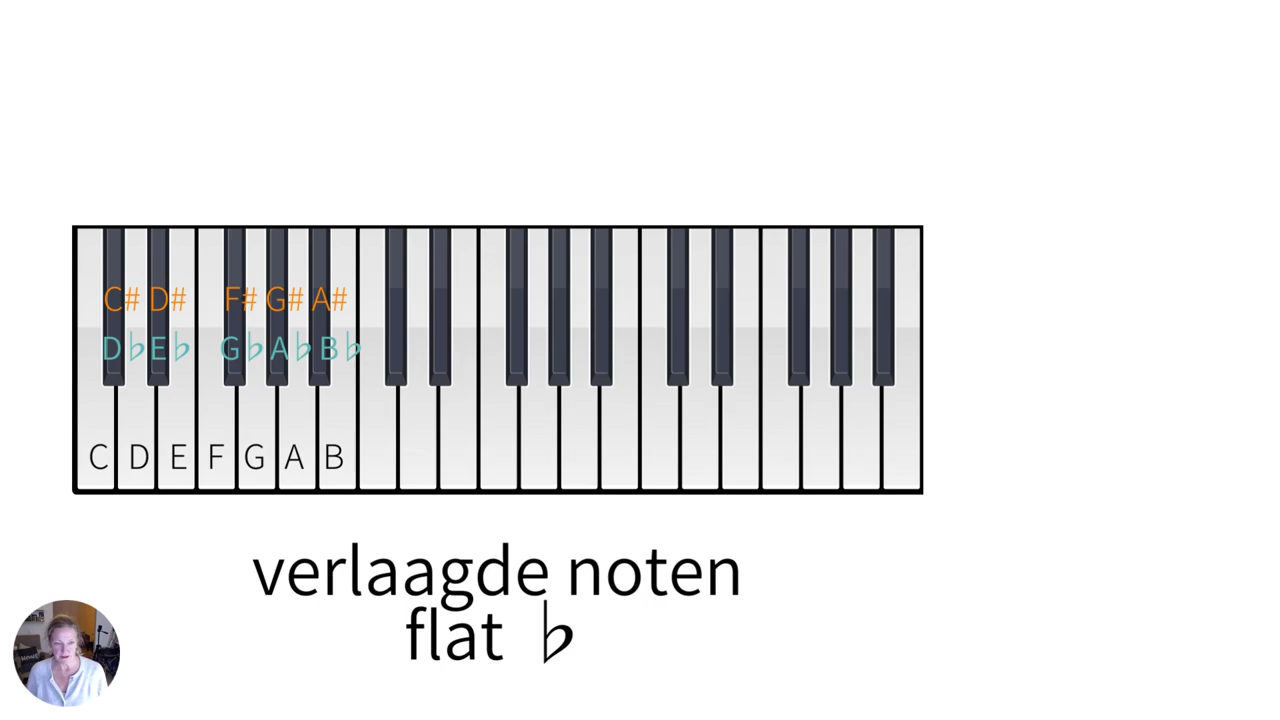 C# D# F# G# A#
D♭ E♭ G♭ A♭ B♭
C D E F G A B
verlaagde noten
flat ♭